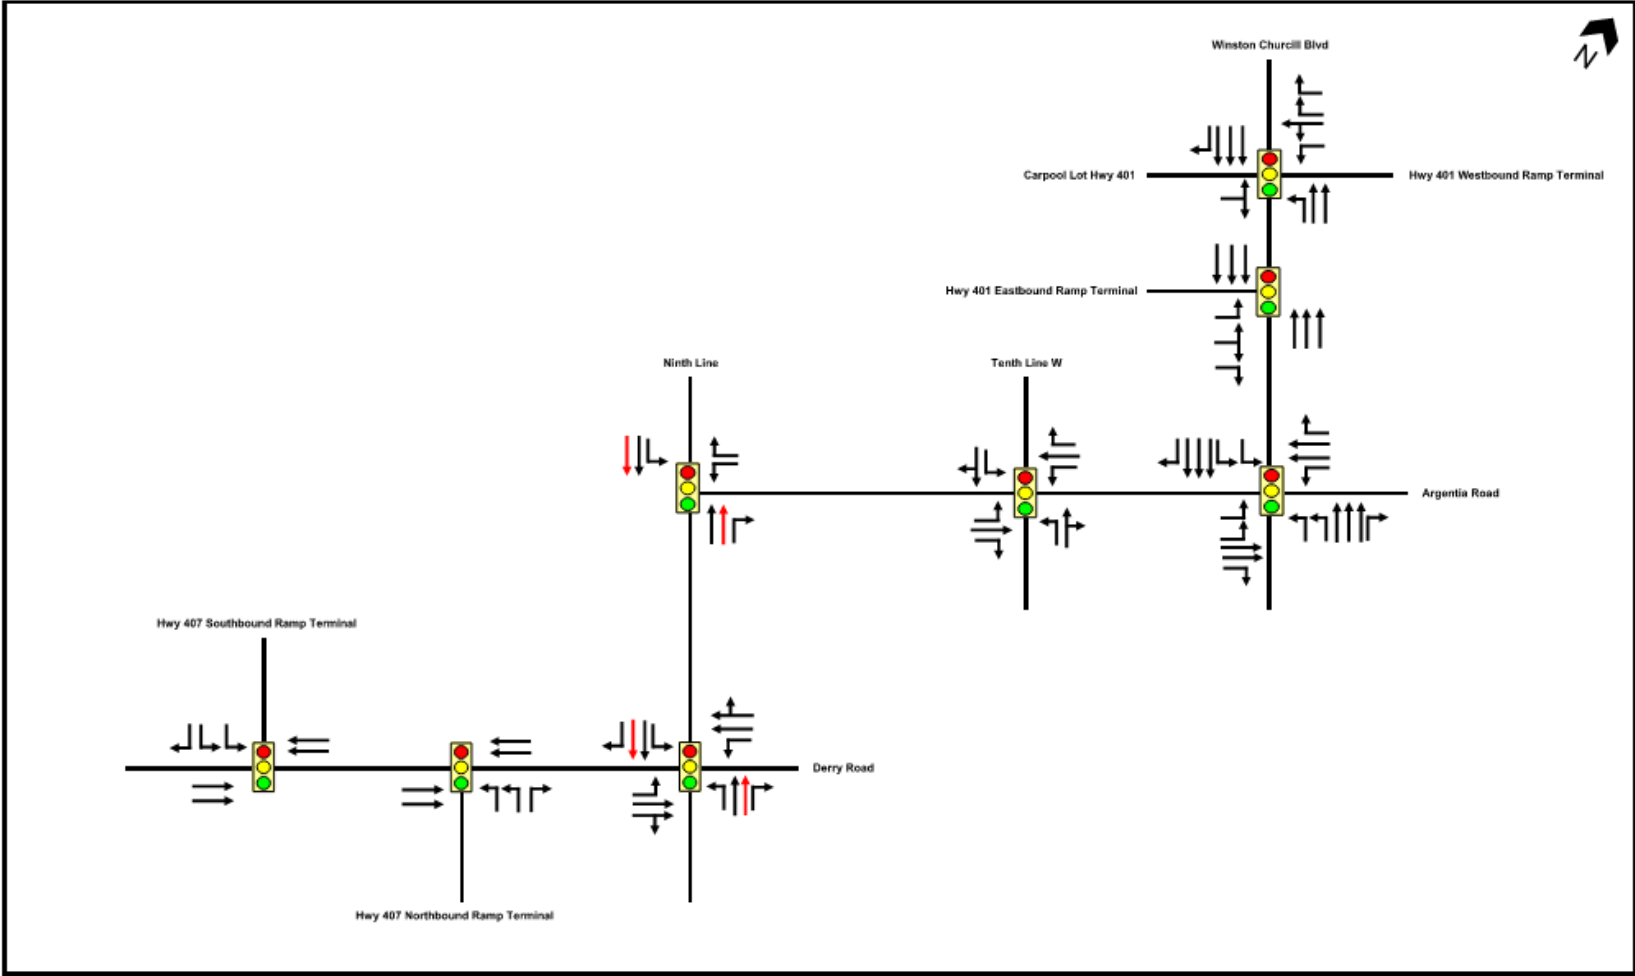 Winston Churcill Blvd
N
Carpool Lot Hwy 401
Hwy 401 Westbound Ramp Terminal
Hwy 401 Eastbound Ramp Terminal
Ninth Line
Tenth Line W
Argentia Road
Hwy 407 Southbound Ramp Terminal
Derry Road
Hwy 407 Northbound Ramp Terminal